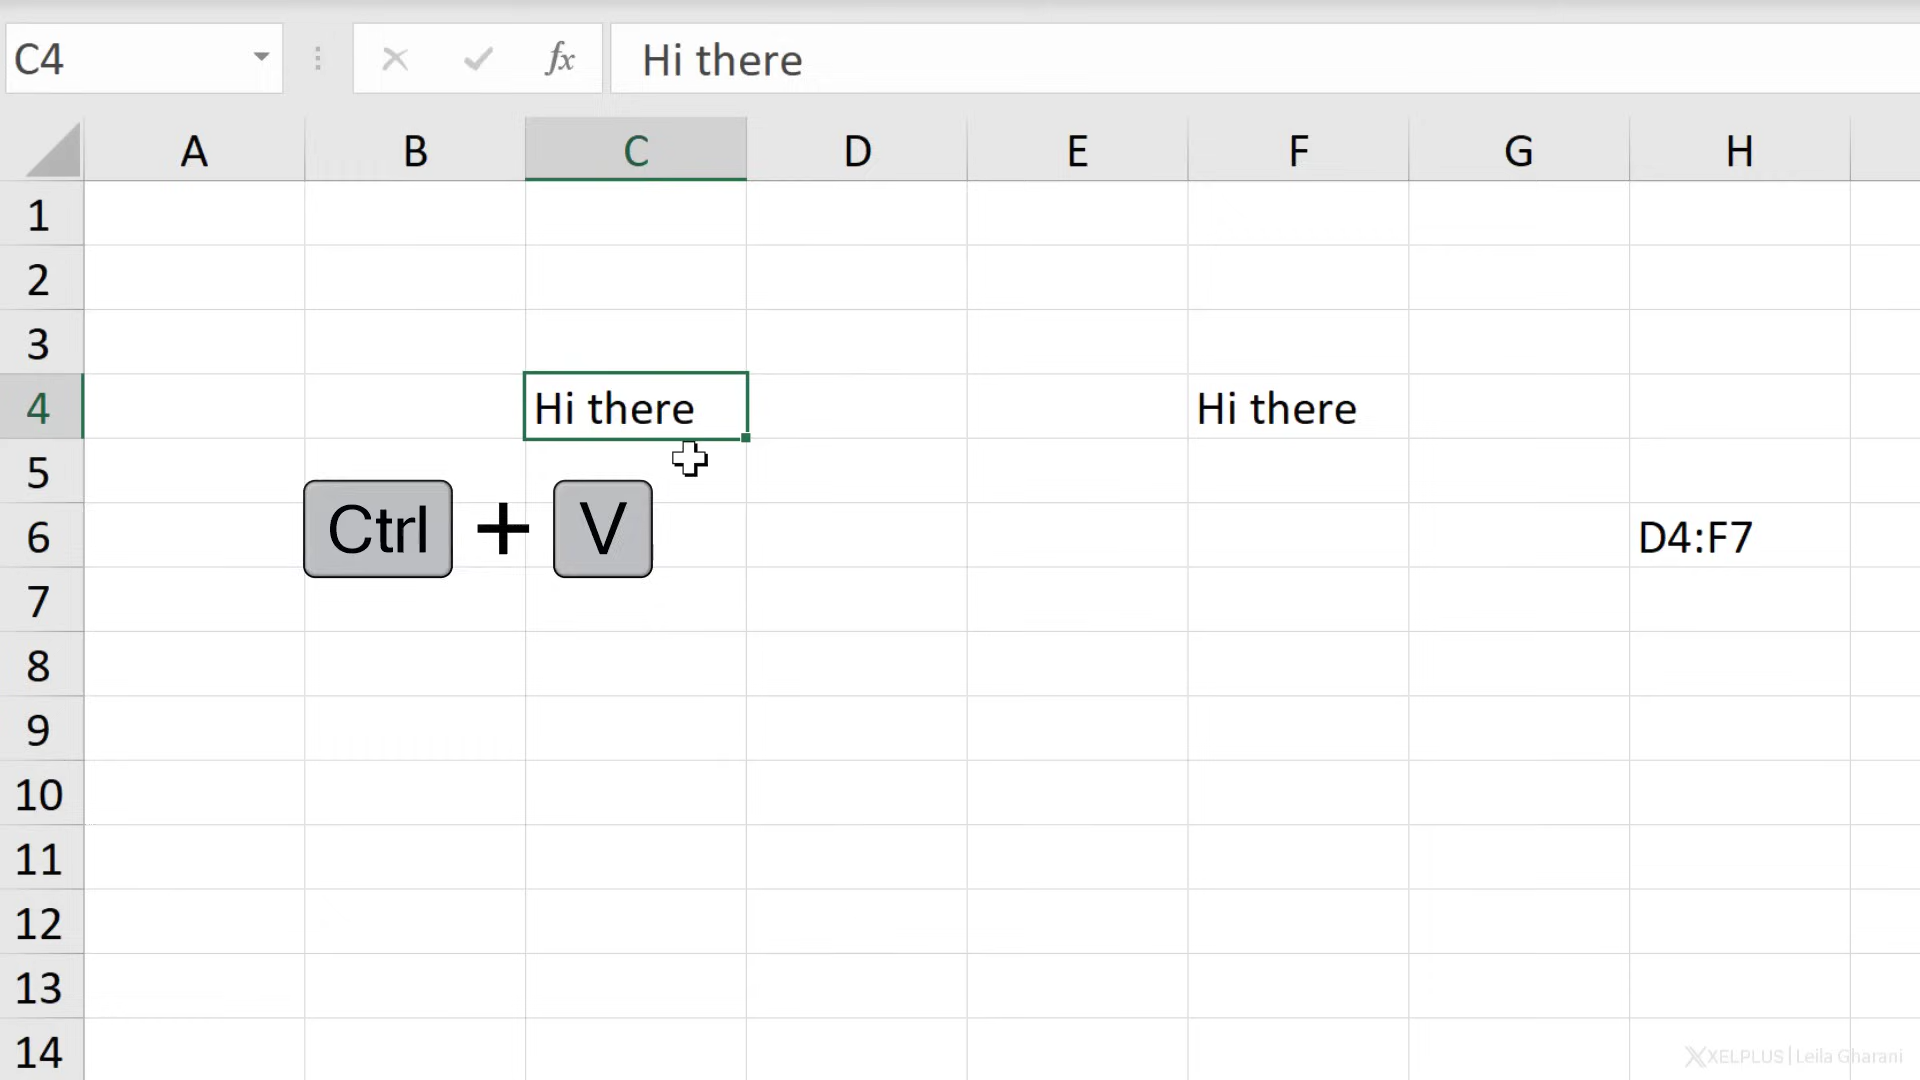 C4 fx Hi there
A B C D E F G H
1
2
3
4 Hi there Hi there
5
Ctrl + V
6 D4:F7
7
8
9
10
11
12
13
14
XELPLUS | Leila Gharani